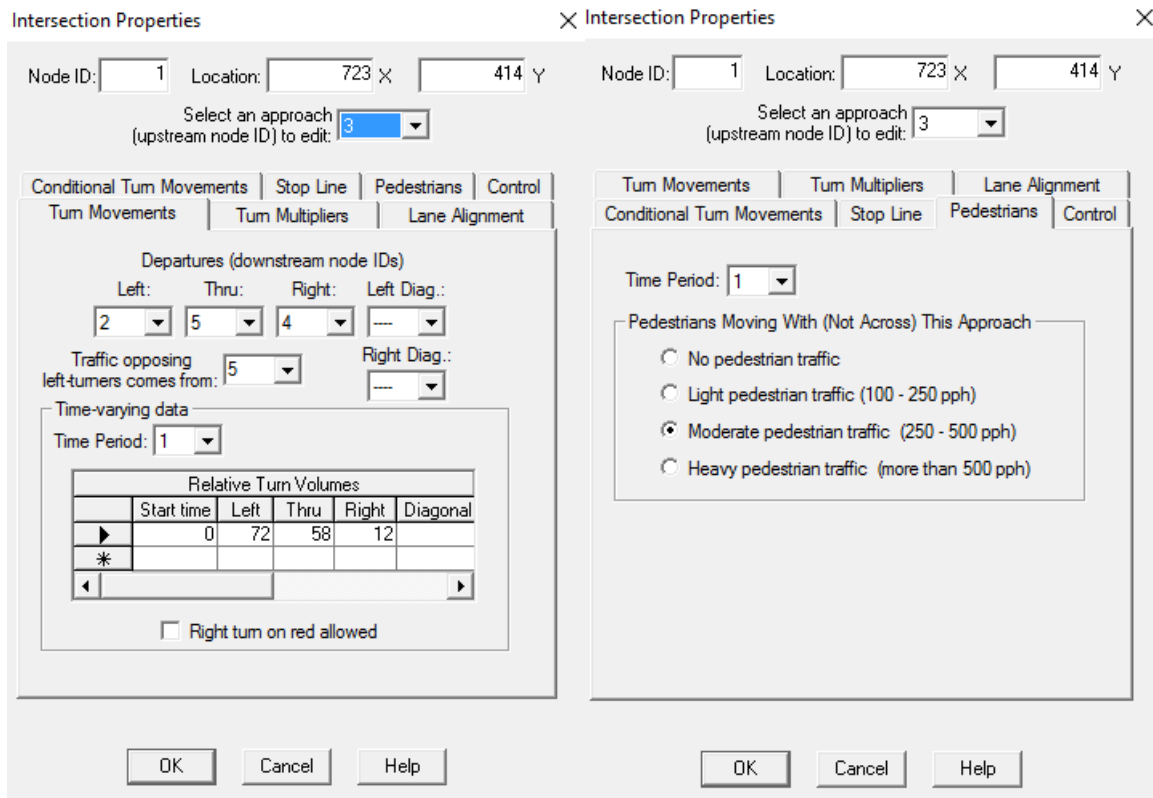 Intersection Properties
Node ID: 1 Location: 723 X 414 Y
Select an approach
(upstream node ID) to edit: 3
Conditional Turn Movements Stop Line Pedestrians Control
Turn Movements Turn Multipliers Lane Alignment
Departures (downstream node IDs)
Left: Thru: Right: Left Diag.:
2 5 4 ----
Traffic opposing
left-turners comes from: 5
Right Diag.:
----
Time-varying data
Time Period: 1
Relative Turn Volumes
Start time Left Thru Right Diagonal
0 72 58 12
Right turn on red allowed
OK Cancel Help
Intersection Properties
Node ID: 1 Location: 723 X 414 Y
Select an approach
(upstream node ID) to edit: 3
Turn Movements Turn Multipliers Lane Alignment
Conditional Turn Movements Stop Line Pedestrians Control
Time Period: 1
Pedestrians Moving With (Not Across) This Approach
No pedestrian traffic
Light pedestrian traffic (100 - 250 pph)
Moderate pedestrian traffic (250 - 500 pph)
Heavy pedestrian traffic (more than 500 pph)
OK Cancel Help